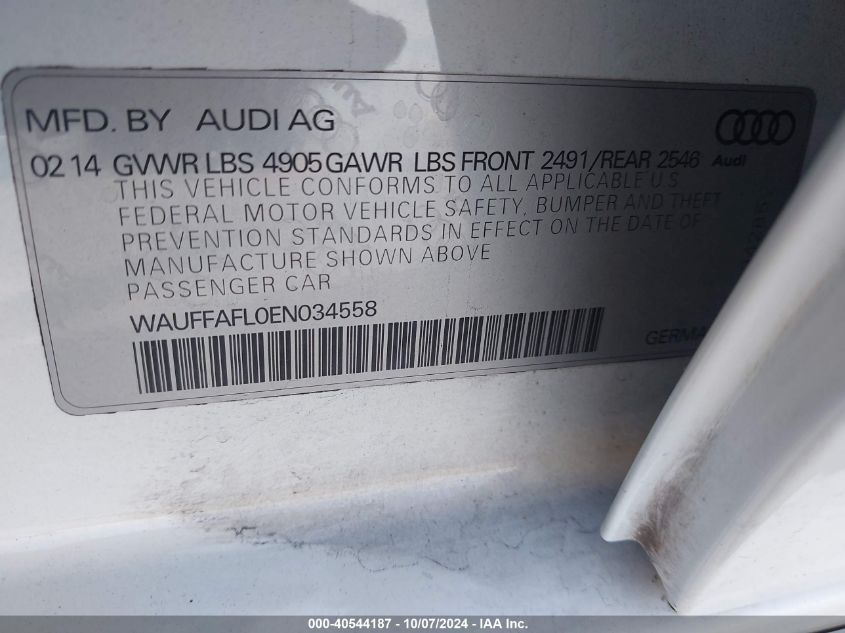 MFD. BY AUDI AG
02 14 GVWR LBS 4905 GAWR LBS FRONT 2491/REAR 2546
Audi
THIS VEHICLE CONFORMS TO ALL APPLICABLE U.S.
FEDERAL MOTOR VEHICLE SAFETY, BUMPER AND THEFT
PREVENTION STANDARDS IN EFFECT ON THE DATE OF
MANUFACTURE SHOWN ABOVE
PASSENGER CAR
WAUFFAFL0EN034558
000-40544187 - 10/07/2024 - IAA Inc.